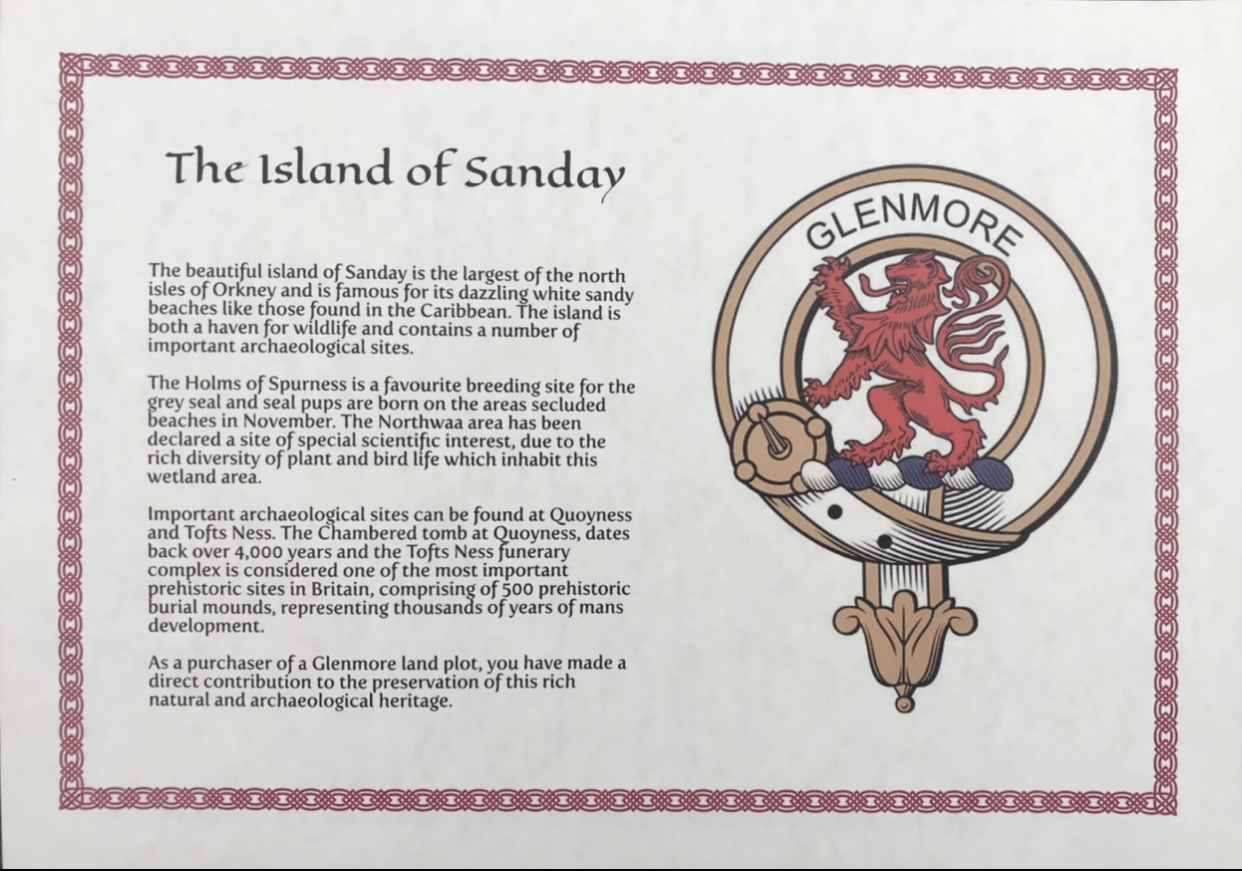 The Island of Sanday
The beautiful island of Sanday is the largest of the north
isles of Orkney and is famous for its dazzling white sandy
beaches like those found in the Caribbean. The island is
both a haven for wildlife and contains a number of
important archaeological sites.
The Holms of Spurness is a favourite breeding site for the
grey seal and seal pups are born on the areas secluded
beaches in November. The Northwaa area has been
declared a site of special scientific interest, due to the
rich diversity of plant and bird life which inhabit this
wetland area.
Important archaeological sites can be found at Quoyness
and Tofts Ness. The Chambered tomb at Quoyness, dates
back over 4,000 years and the Tofts Ness funerary
complex is considered one of the most important
prehistoric sites in Britain, comprising of 500 prehistoric
burial mounds, representing thousands of years of mans
development.
As a purchaser of a Glenmore land plot, you have made a
direct contribution to the preservation of this rich
natural and archaeological heritage.
GLENMORE